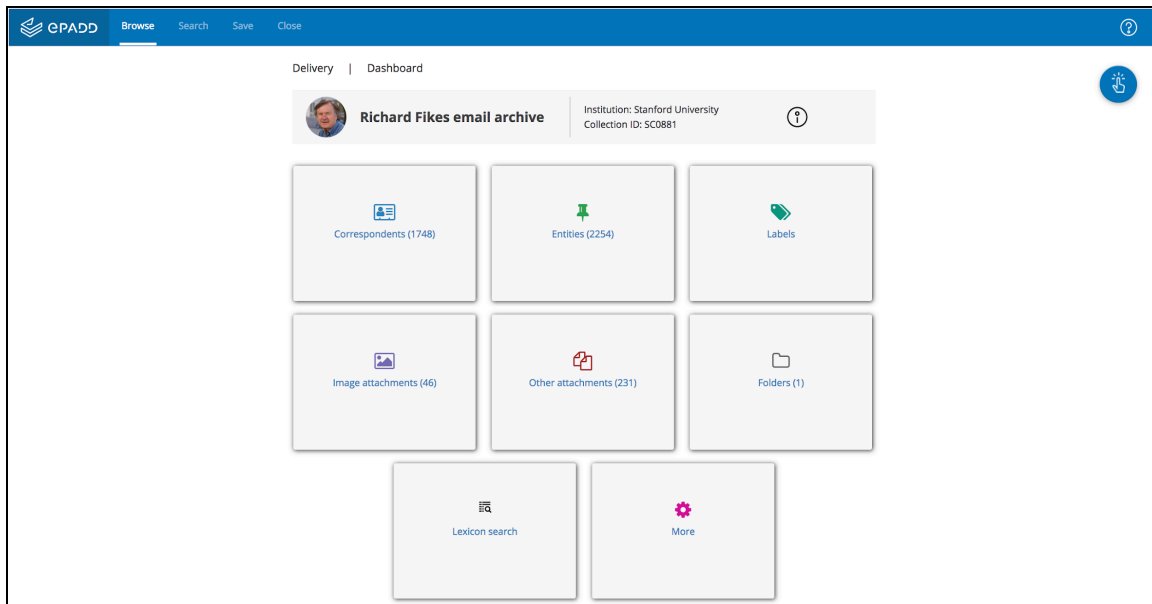 ePADD Browse Search Save Close
Delivery | Dashboard
Richard Fikes email archive
Institution: Stanford University
Collection ID: SC0881
Correspondents (1748) Entities (2254) Labels
Image attachments (46) Other attachments (231) Folders (1)
Lexicon search More